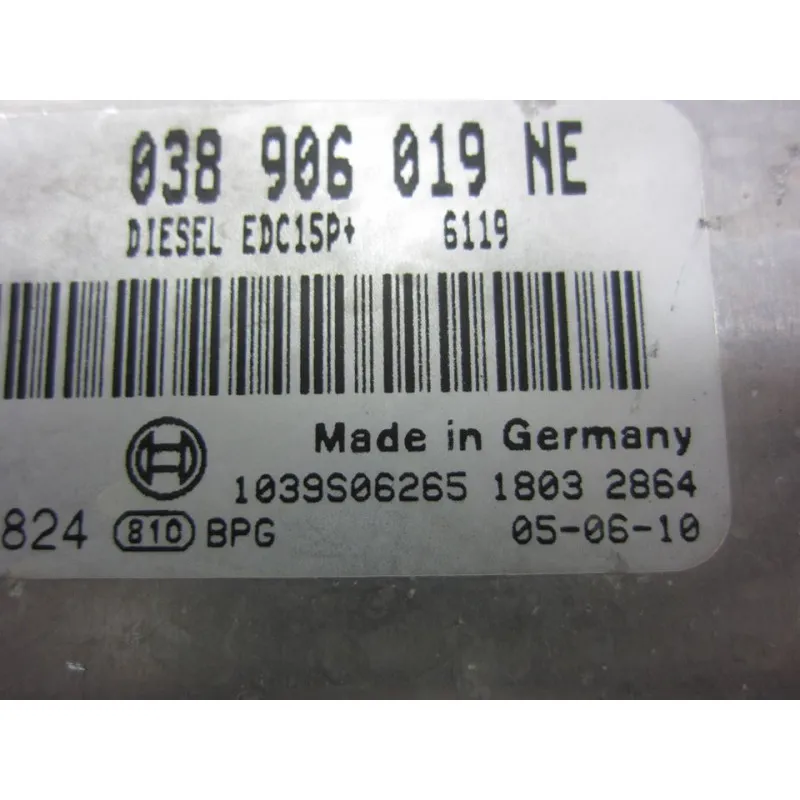 038 906 019 NE
DIESEL EDC15P+ 6119
Made in Germany
1039S06265 1803 2864
824 810 BPG 05-06-10